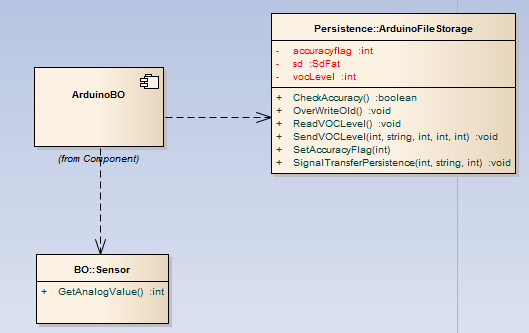 Persistence::ArduinoFileStorage
- accuracyflag :int
- sd :SdFat
- vocLevel :int
+ CheckAccuracy() :boolean
+ OverWriteOld() :void
+ ReadVOCLevel() :void
+ SendVOCLevel(int, string, int, int, int) :void
+ SetAccuracyFlag(int)
+ SignalTransferPersistence(int, string, int) :void
ArduinoBO
(from Component)
BO::Sensor
+ GetAnalogValue() :int